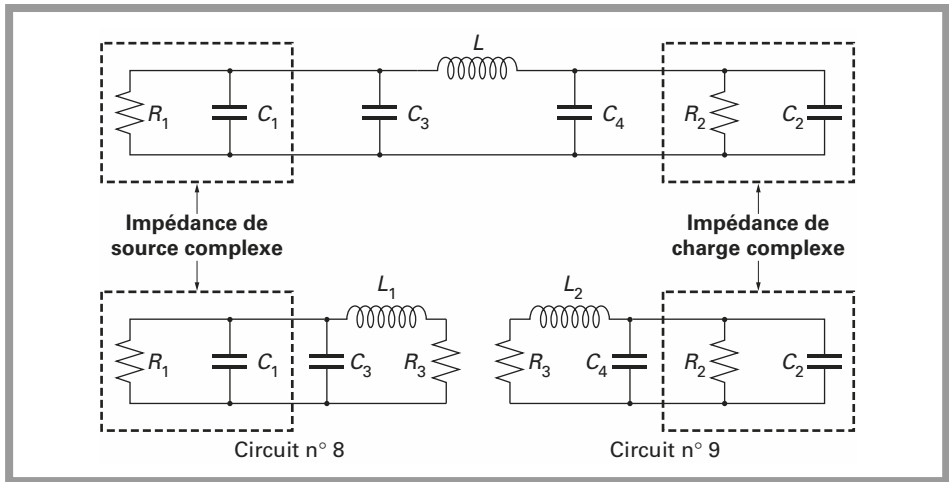 L
R1
C1
C3
C4
R2
C2
Impédance de
source complexe
Impédance de
charge complexe
L1
L2
R1
C1
C3
R3
R3
C4
R2
C2
Circuit n° 8
Circuit n° 9